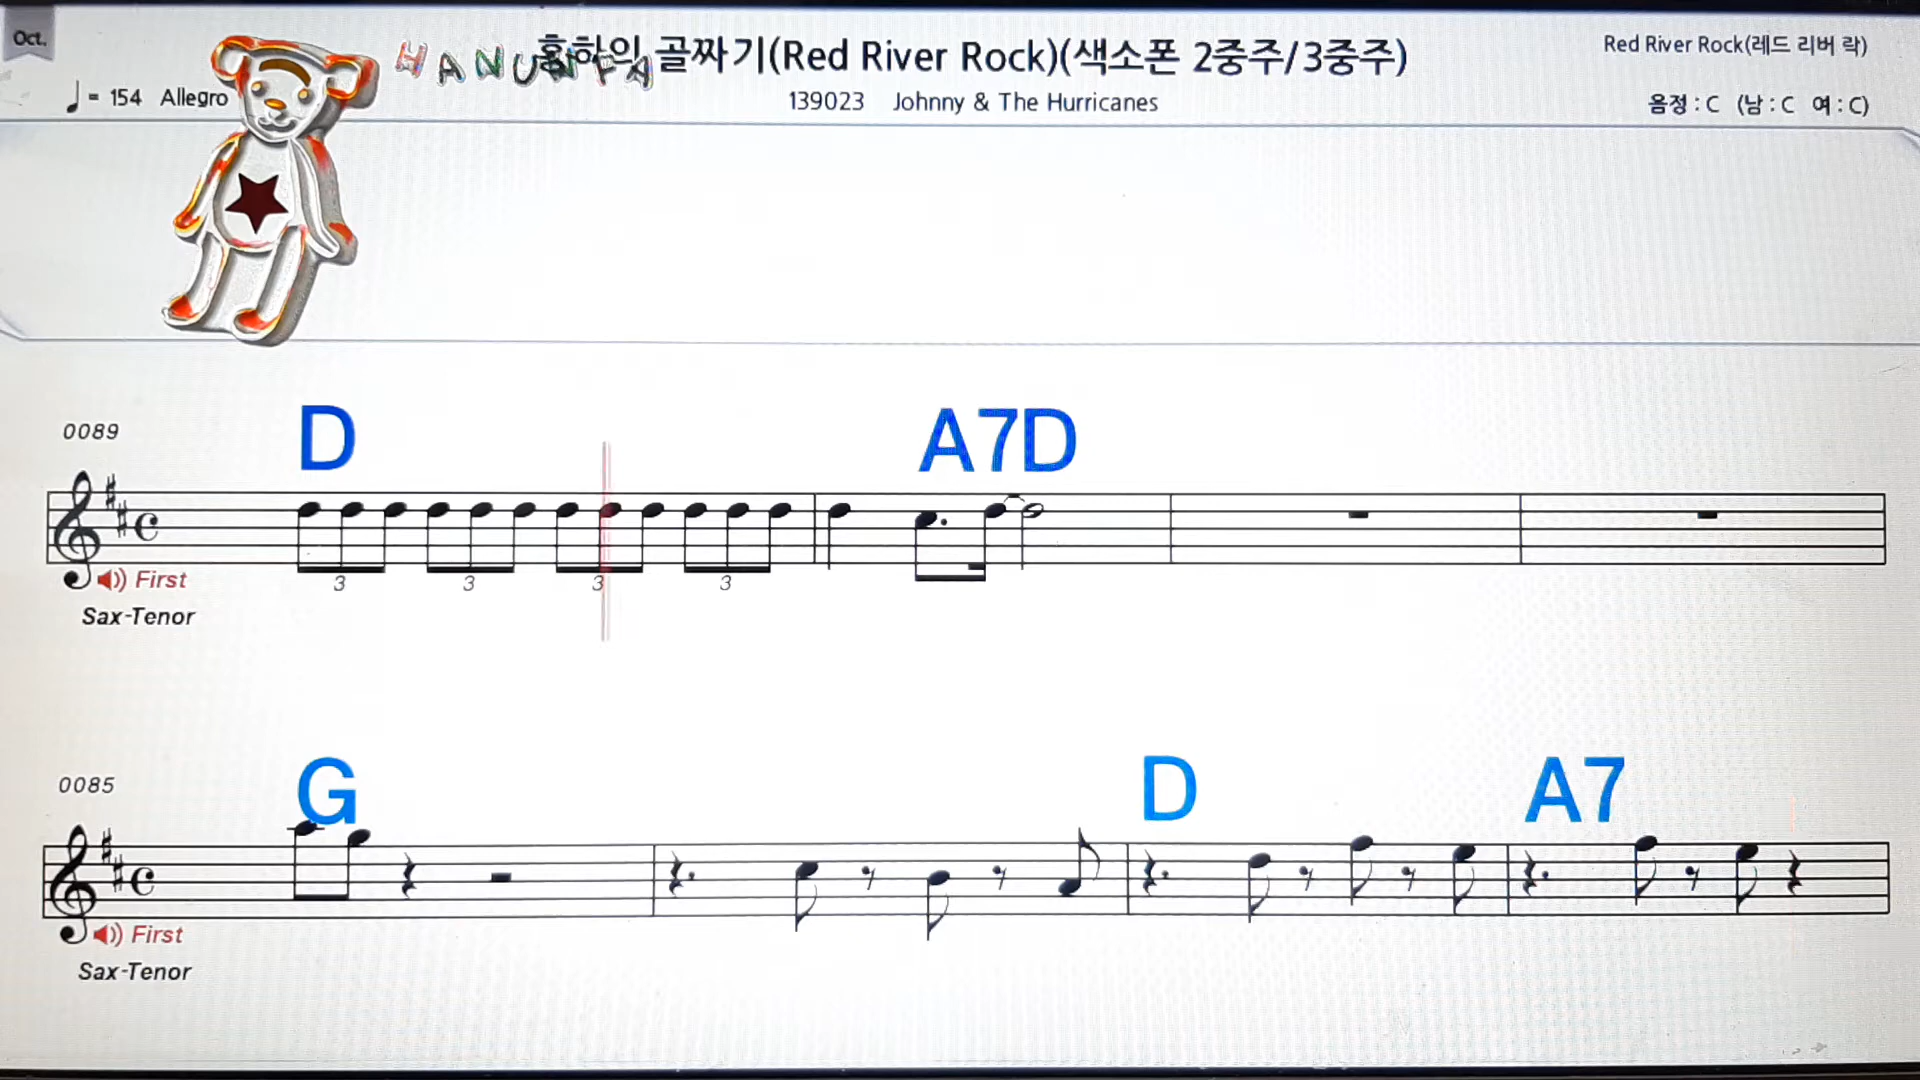 Oct.
HANUNFA
홍하의 골짜기(Red River Rock)(색소폰 2중주/3중주)
Red River Rock(레드 리버 락)
= 154 Allegro
139023 Johnny & The Hurricanes
음정 : C (남 : C 여 : C)
D A7D
0089
3 3 3 3
First
Sax-Tenor
G D A7
0085
First
Sax-Tenor